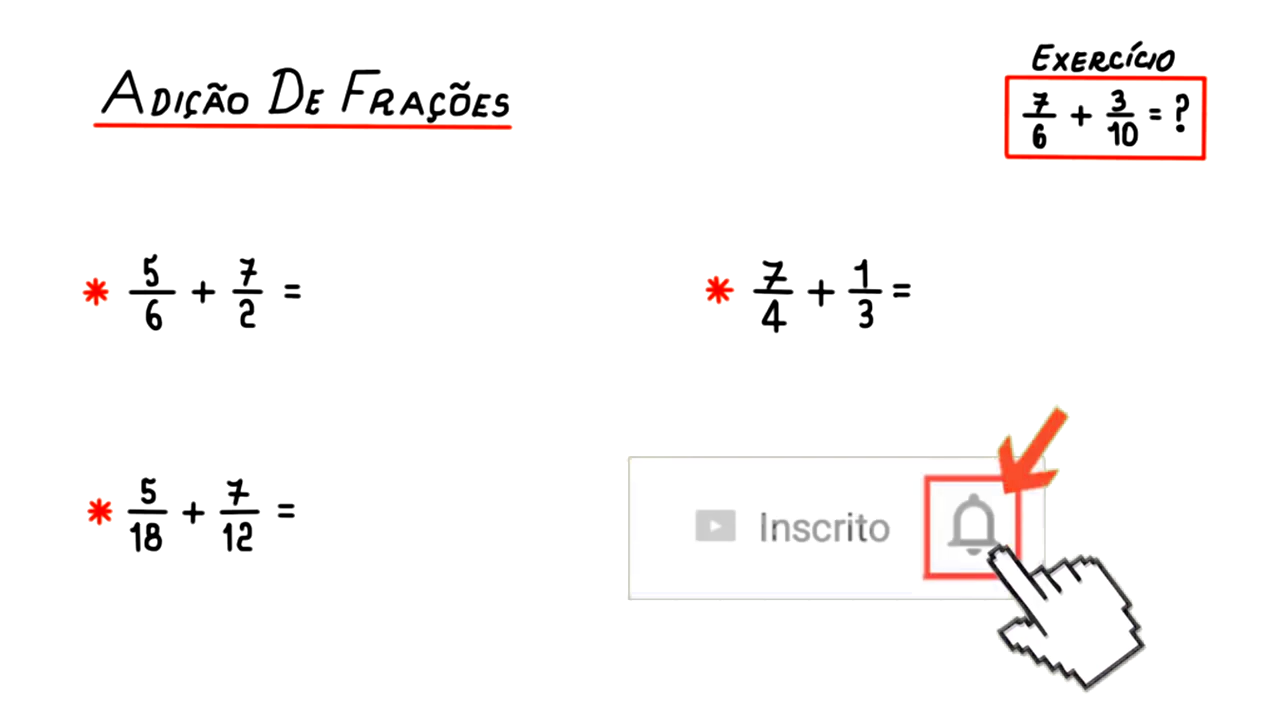 Adição De Frações
Exercício
7/6 + 3/10 = ?
* 5/6 + 7/2 =
* 7/4 + 1/3 =
* 5/18 + 7/12 =
Inscrito